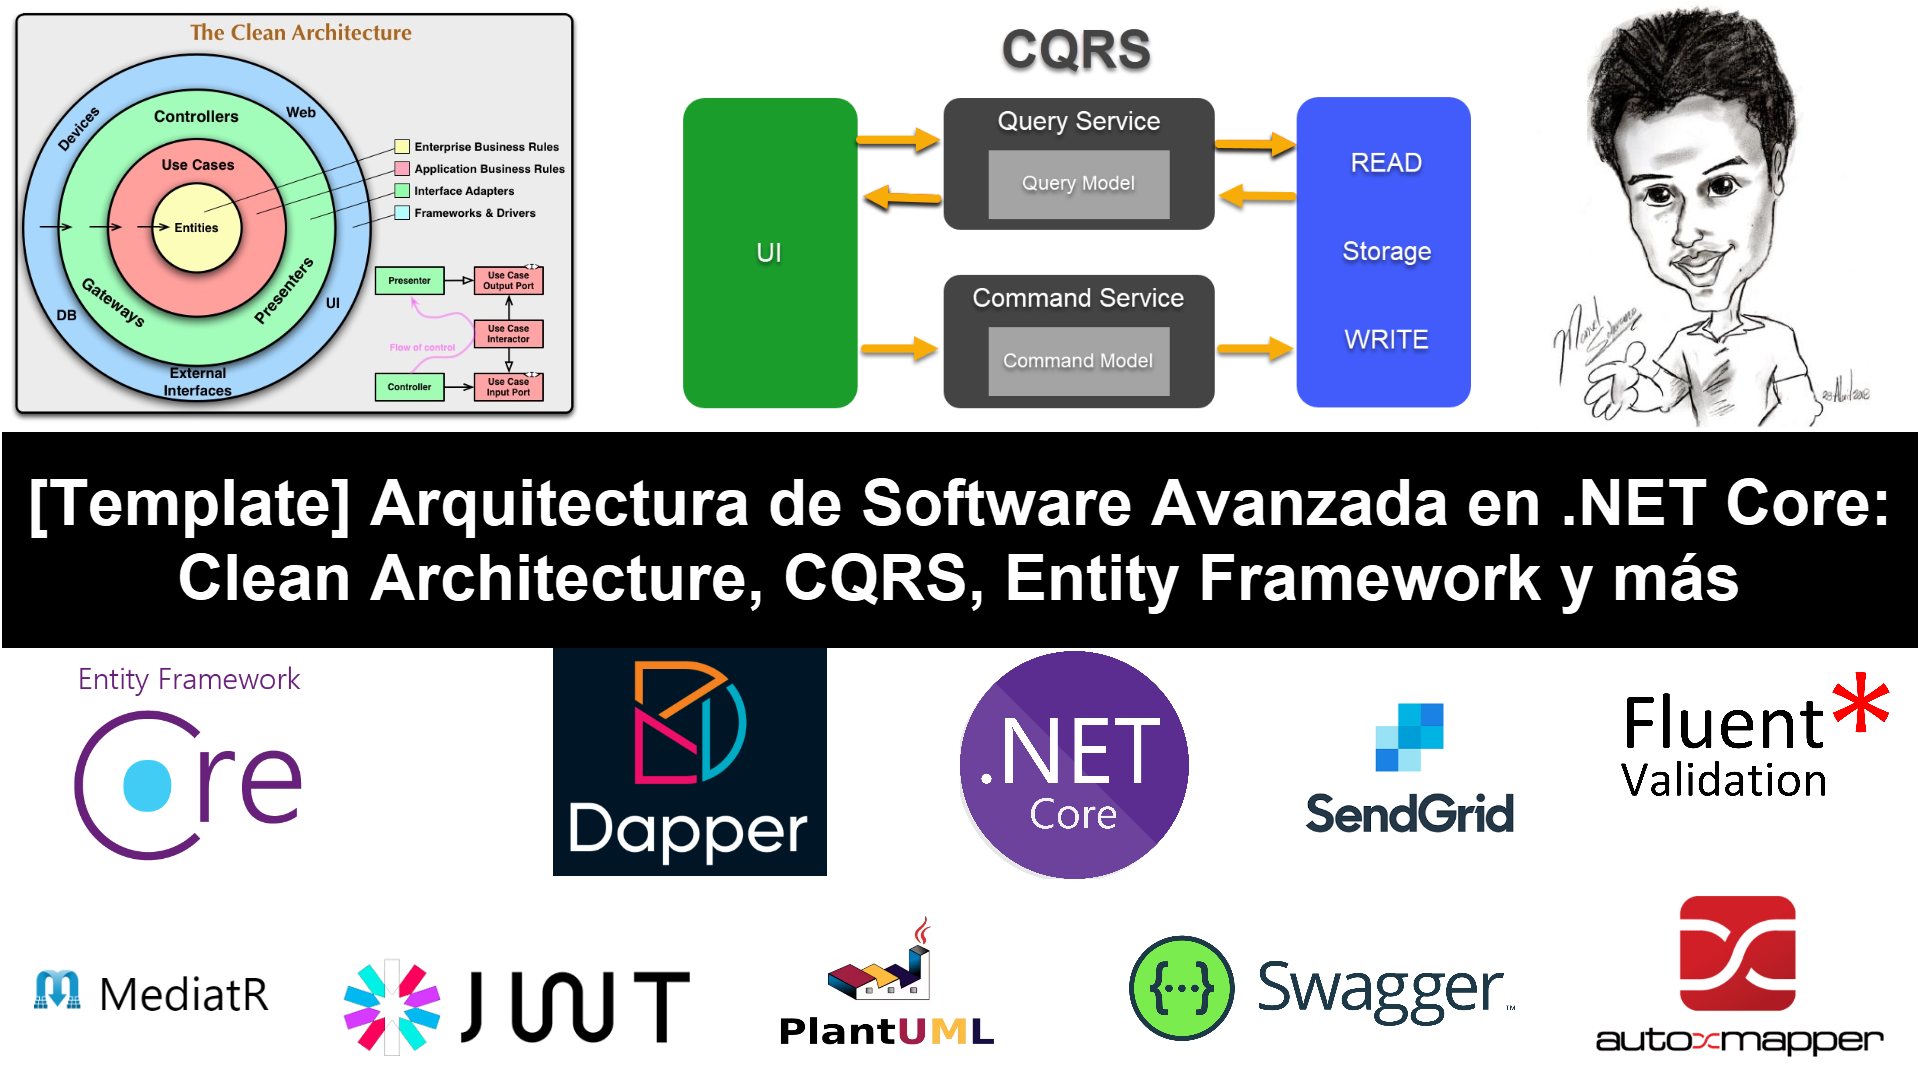 The Clean Architecture
Devices
Web
Controllers
Use Cases
Entities
Gateways
Presenters
DB
UI
External
Interfaces
Enterprise Business Rules
Application Business Rules
Interface Adapters
Frameworks & Drivers
Presenter
Use Case
Output Port
Use Case
Interactor
Flow of control
Controller
Use Case
Input Port
CQRS
UI
Query Service
Query Model
Command Service
Command Model
READ
Storage
WRITE
[Template] Arquitectura de Software Avanzada en .NET Core:
Clean Architecture, CQRS, Entity Framework y más
Entity Framework
Core
Dapper
.NET
Core
SendGrid
Fluent*
Validation
MediatR
JWT
PlantUML
{···} Swagger™
autoxmapper